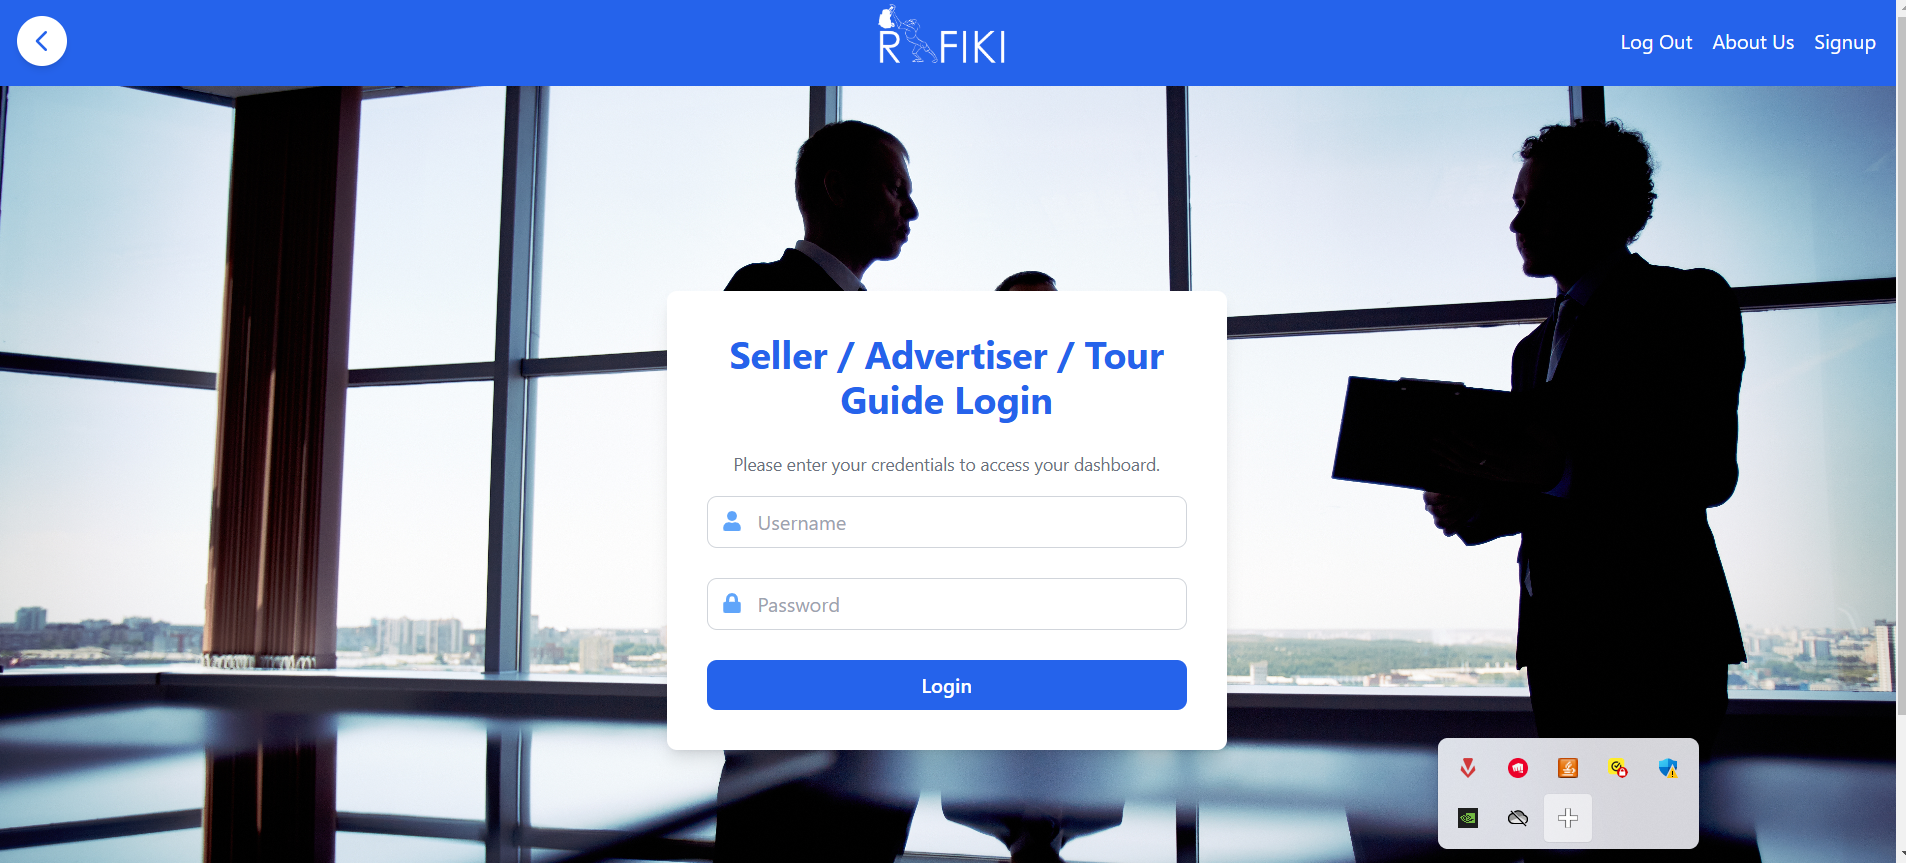 R FIKI
Log Out About Us Signup
Seller / Advertiser / Tour
Guide Login
Please enter your credentials to access your dashboard.
Username
Password
Login